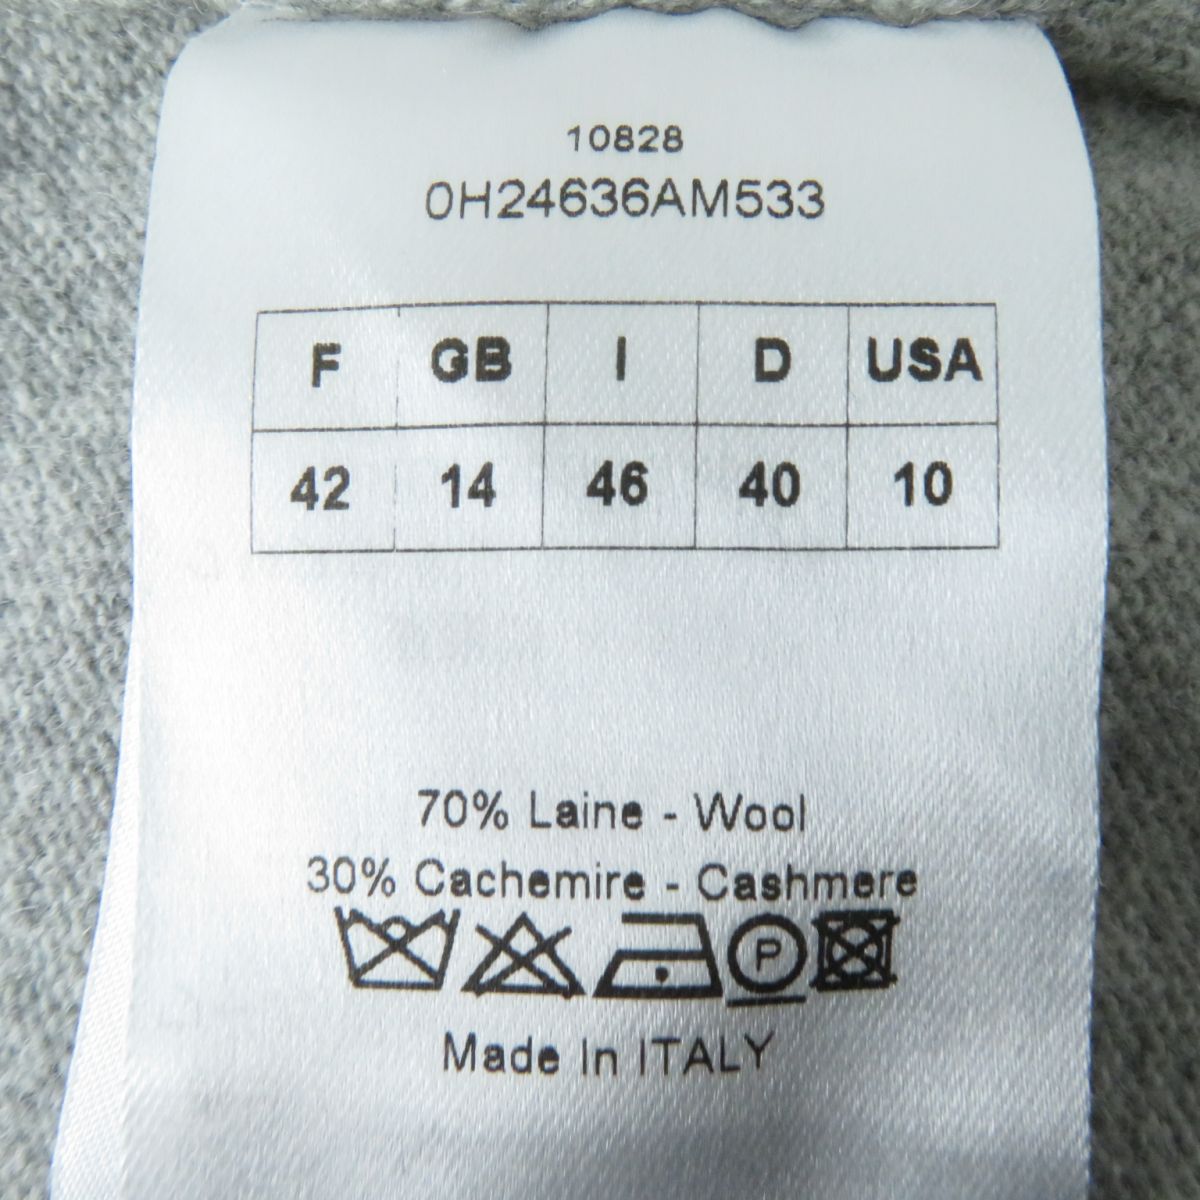 10828
0H24636AM533
F GB I D USA
42 14 46 40 10
70% Laine - Wool
30% Cachemire - Cashmere
P
Made In ITALY